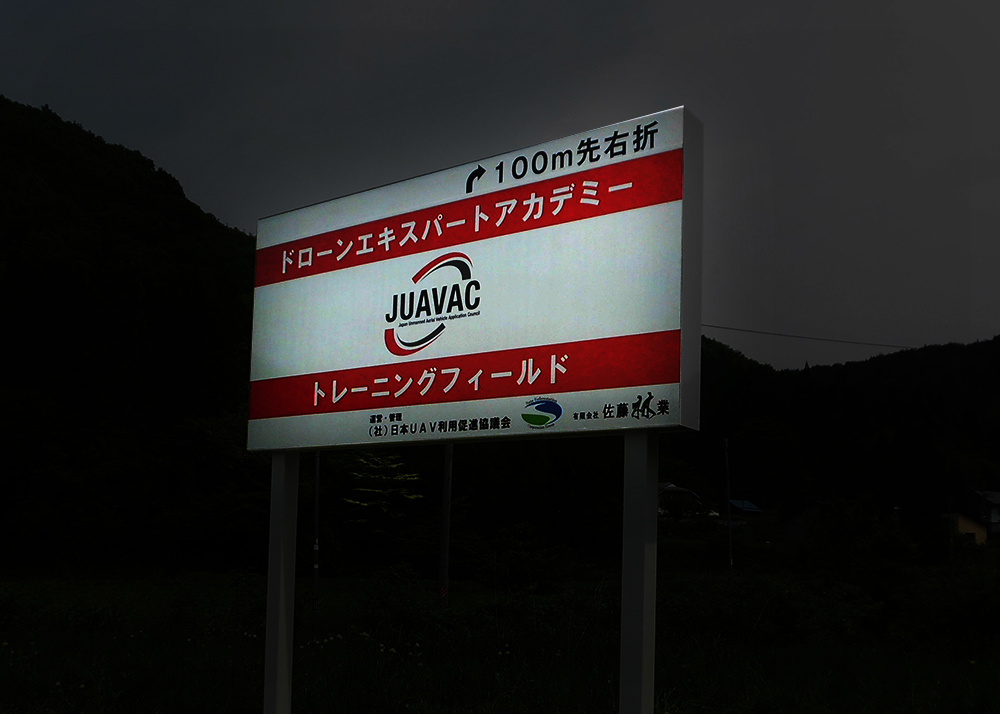 100m先右折
ドローンエキスパートアカデミー
JUAVAC
Japan Unmanned Aerial Vehicle Application Council
トレーニングフィールド
運営・管理
(社)日本UAV利用促進協議会
有限会社 佐藤林業